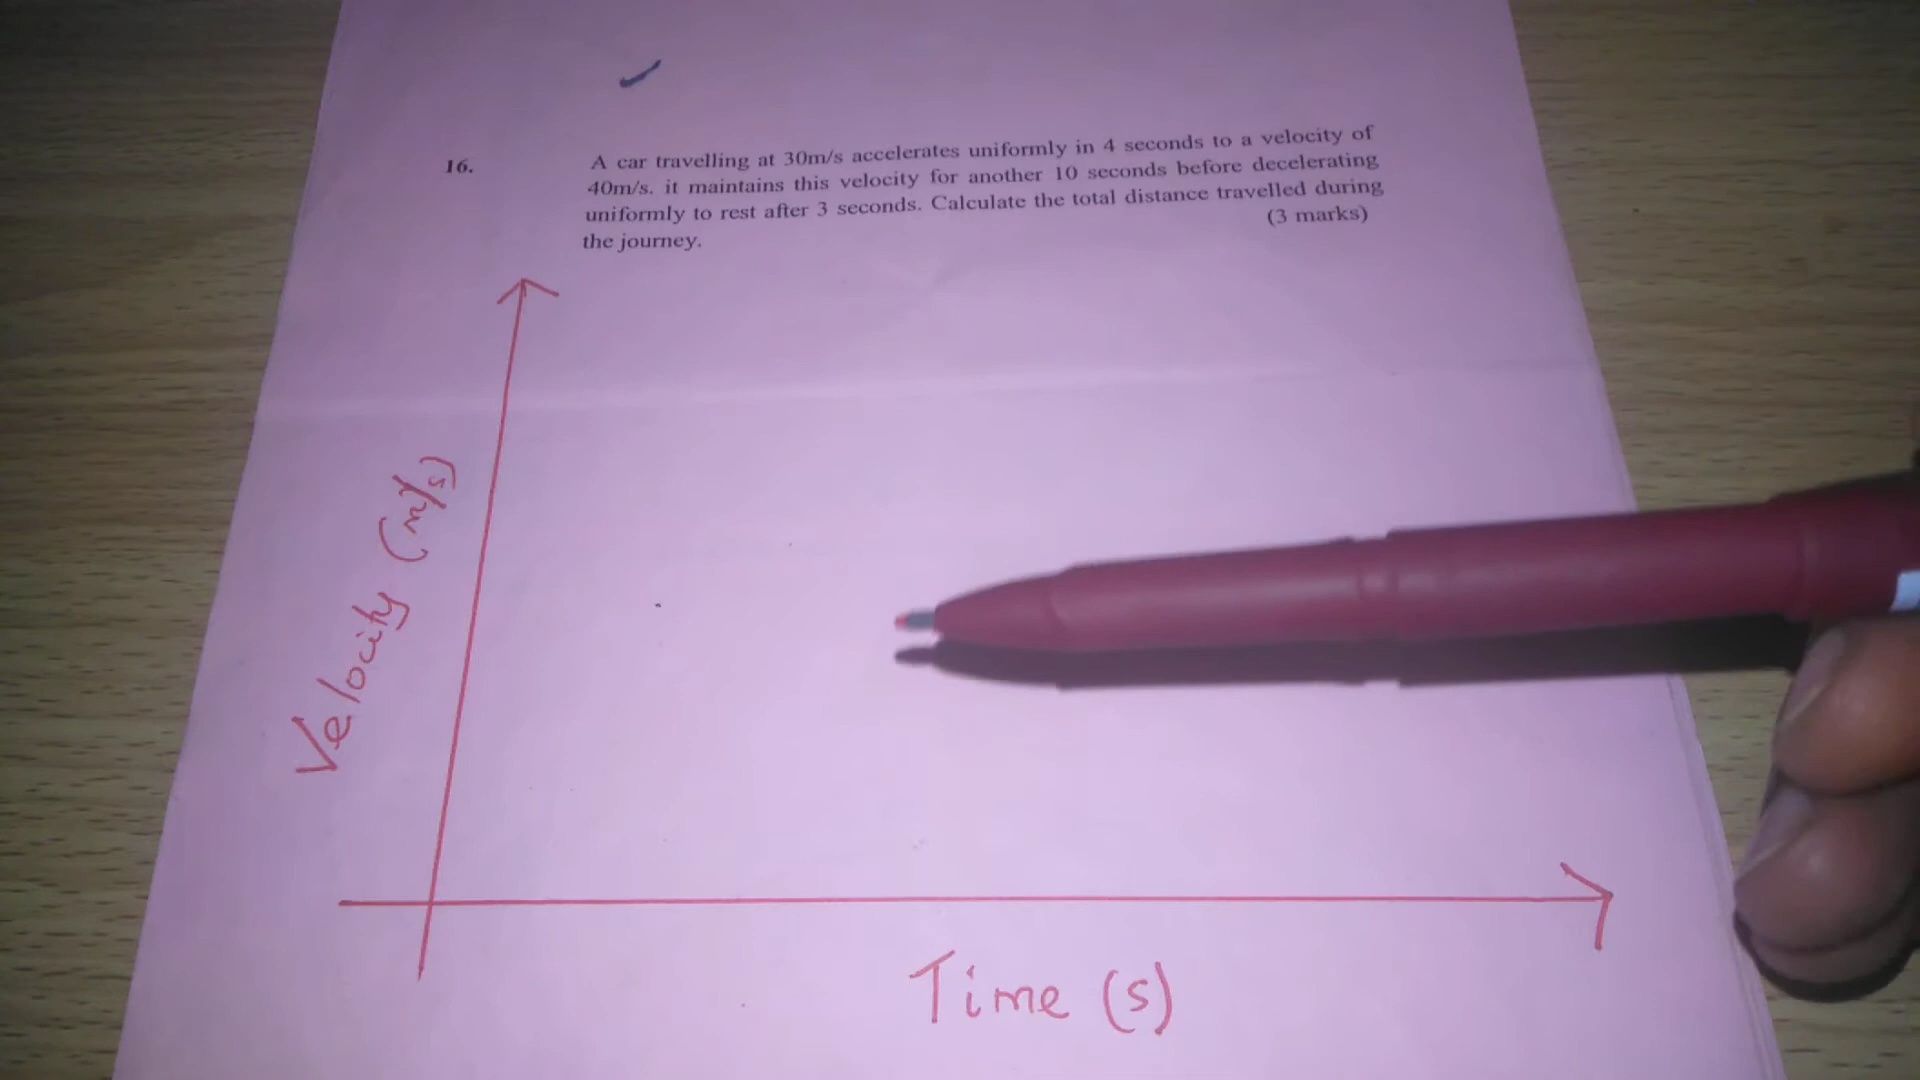 16.
A car travelling at 30m/s accelerates uniformly in 4 seconds to a velocity of
40m/s. it maintains this velocity for another 10 seconds before decelerating
uniformly to rest after 3 seconds. Calculate the total distance travelled during
the journey.
(3 marks)
Velocity (m/s)
Time (s)